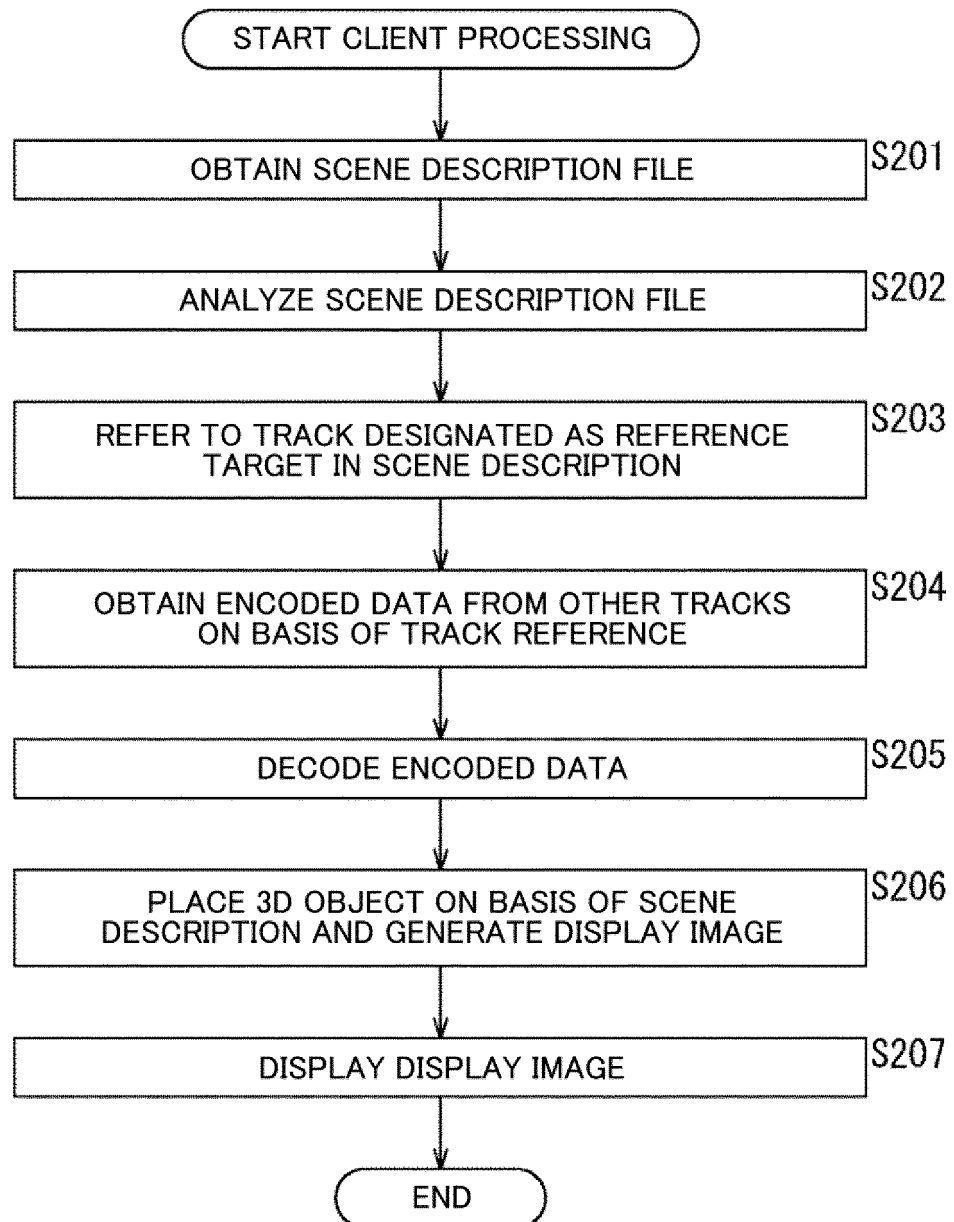 START CLIENT PROCESSING
OBTAIN SCENE DESCRIPTION FILE
S201
ANALYZE SCENE DESCRIPTION FILE
S202
REFER TO TRACK DESIGNATED AS REFERENCE
TARGET IN SCENE DESCRIPTION
S203
OBTAIN ENCODED DATA FROM OTHER TRACKS
ON BASIS OF TRACK REFERENCE
S204
DECODE ENCODED DATA
S205
PLACE 3D OBJECT ON BASIS OF SCENE
DESCRIPTION AND GENERATE DISPLAY IMAGE
S206
DISPLAY DISPLAY IMAGE
S207
END